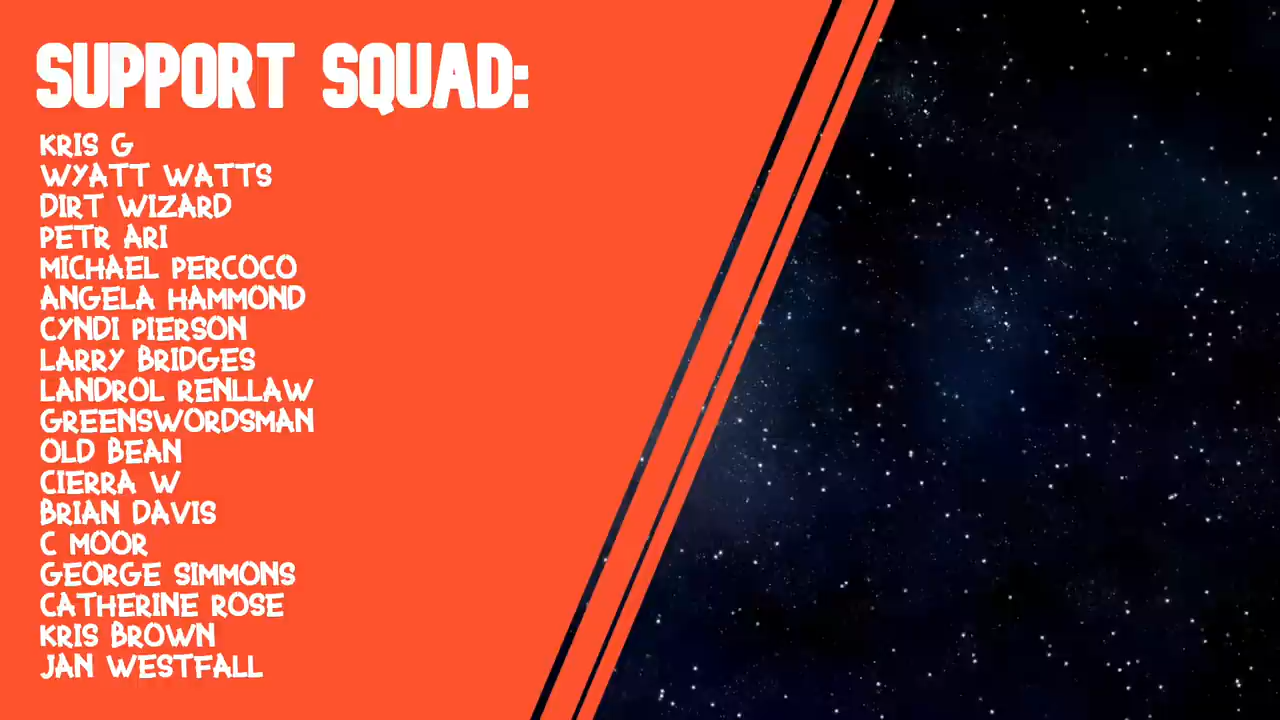 SUPPORT SQUAD:
KRIS G
WYATT WATTS
DIRT WIZARD
PETR ARI
MICHAEL PERCOCO
ANGELA HAMMOND
CYNDI PIERSON
LARRY BRIDGES
LANDROL RENLLAW
GREENSWORDSMAN
OLD BEAN
CIERRA W
BRIAN DAVIS
C MOOR
GEORGE SIMMONS
CATHERINE ROSE
KRIS BROWN
JAN WESTFALL